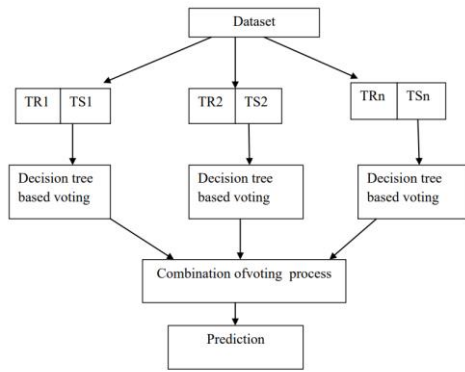 Dataset
TR1 TS1
TR2 TS2
TRn TSn
Decision tree
based voting
Decision tree
based voting
Decision tree
based voting
Combination ofvoting process
Prediction